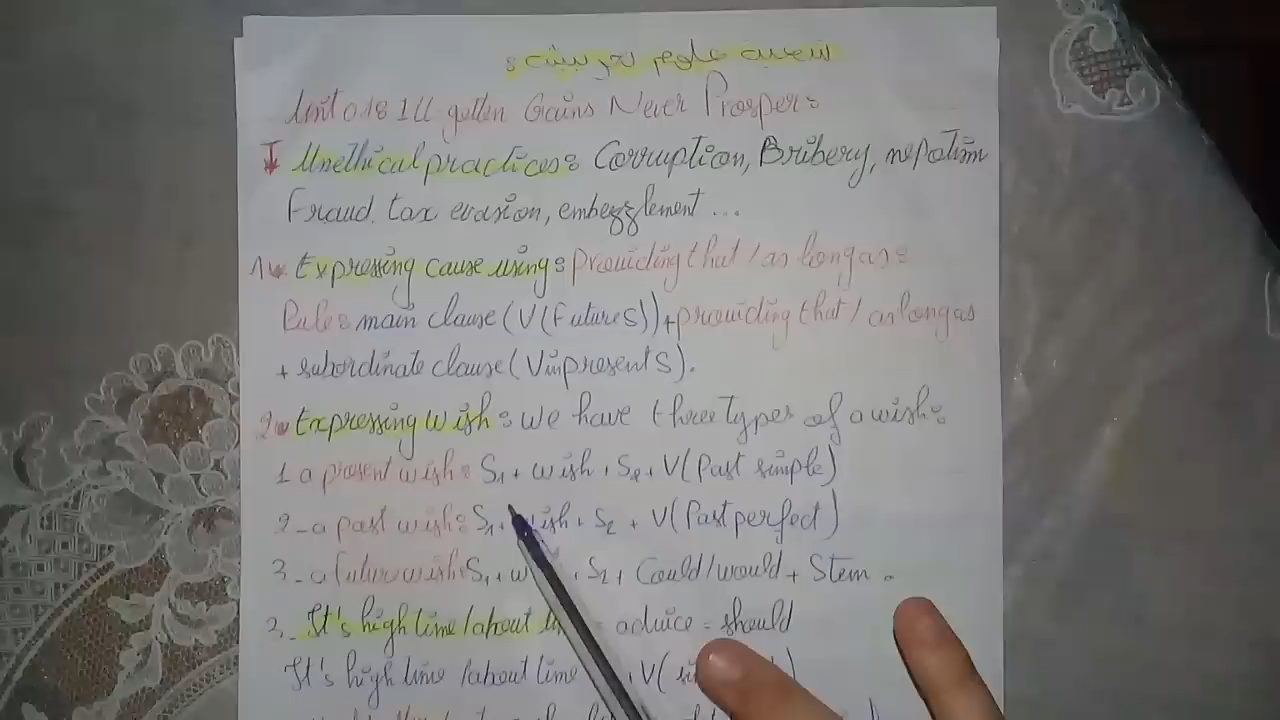 شعبة علوم تجريبية :
Unit 01: Ill gotten Gains Never Prosper:
I Unethical practices: Corruption, Bribery, nepotism
Fraud, tax evasion, embezzlement ...
1- Expressing cause using: providing that / as long as:
Rule: main clause (V(future S)) + providing that / as long as
+ subordinate clause (V in present S).
2- Expressing wish: we have three types of a wish:
1 a present wish: S1 + wish + S2 + V(Past simple)
2- a past wish: S1 + wish + S2 + V(Past perfect)
3- a future wish: S1 + w + S2 + Could/would + Stem.
3- It's high time/about = advice = should
It's high time /about time + V(